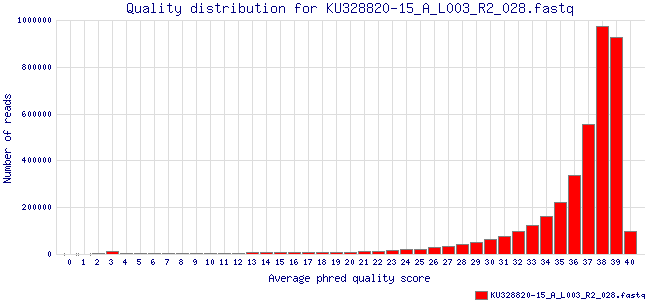 Quality distribution for KU328820-15_A_L003_R2_028.fastq
1000000
800000
600000
400000
200000
0
Number of reads
0 1 2 3 4 5 6 7 8 9 10 11 12 13 14 15 16 17 18 19 20 21 22 23 24 25 26 27 28 29 30 31 32 33 34 35 36 37 38 39 40
Average phred quality score
KU328820-15_A_L003_R2_028.fastq